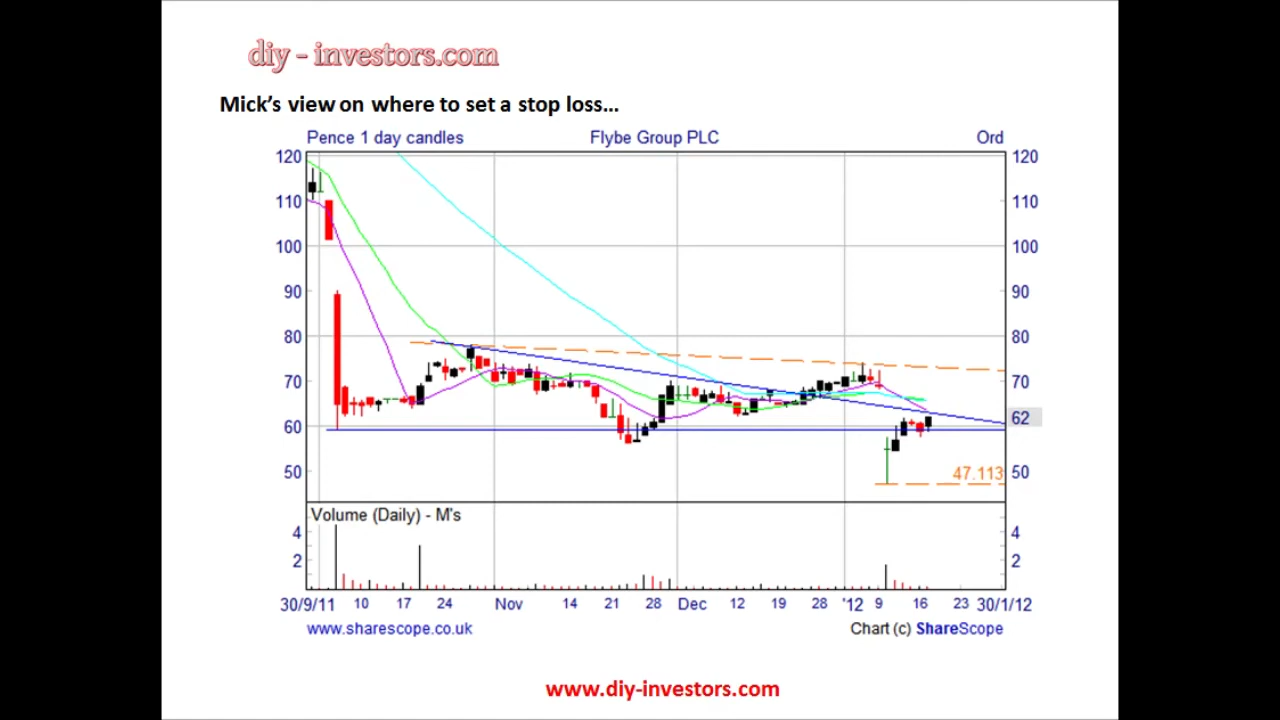 diy - investors.com
Mick's view on where to set a stop loss...
Pence 1 day candles Flybe Group PLC Ord
120 120
110 110
100 100
90 90
80 80
70 70
62
60
50 47.113 50
Volume (Daily) - M's
4 4
2 2
30/9/11 10 17 24 Nov 14 21 28 Dec 12 19 28 '12 9 16 23 30/1/12
www.sharescope.co.uk Chart (c) ShareScope
www.diy-investors.com